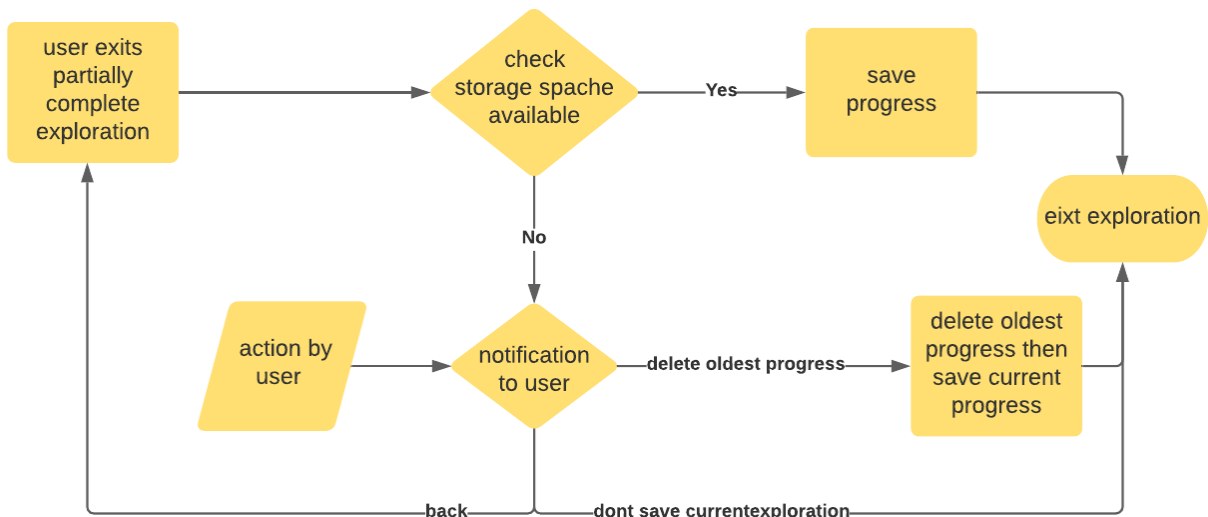 user exits
partially
complete
exploration
check
storage spache
available
Yes
save
progress
eixt exploration
No
action by
user
notification
to user
delete oldest progress
delete oldest
progress then
save current
progress
back
dont save currentexploration